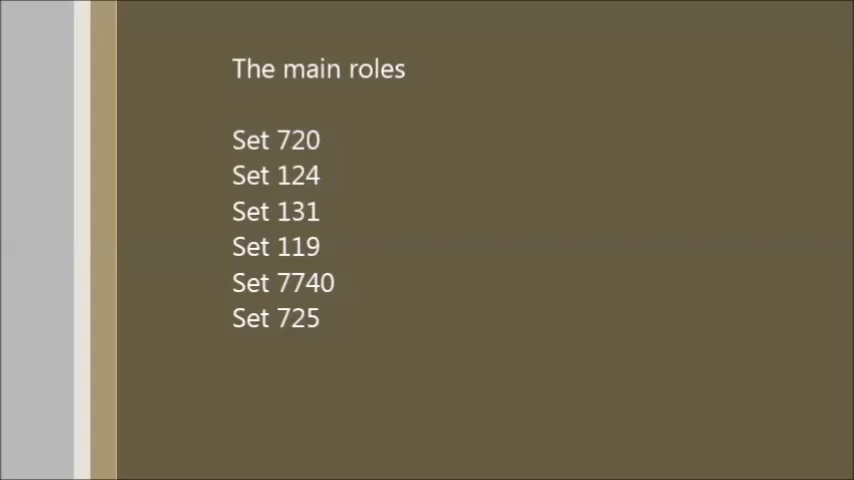 The main roles
Set 720
Set 124
Set 131
Set 119
Set 7740
Set 725